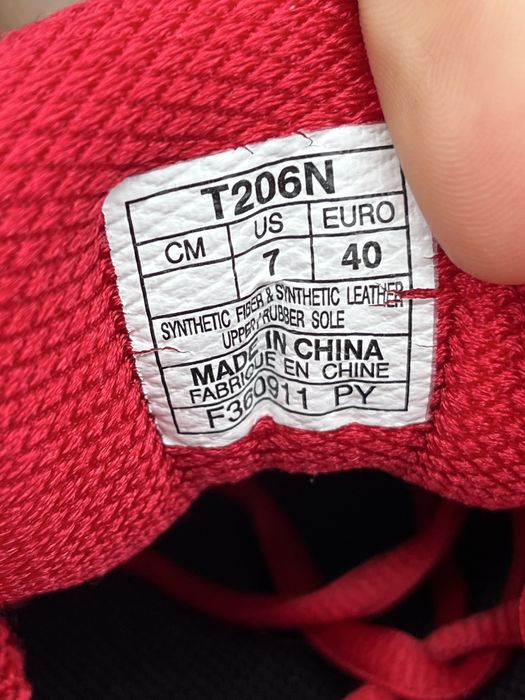 T206N
CM US EURO
7 40
SYNTHETIC FIBER & SYNTHETIC LEATHER
UPPER/RUBBER SOLE
MADE IN CHINA
FABRIQUE EN CHINE
F360911 PY